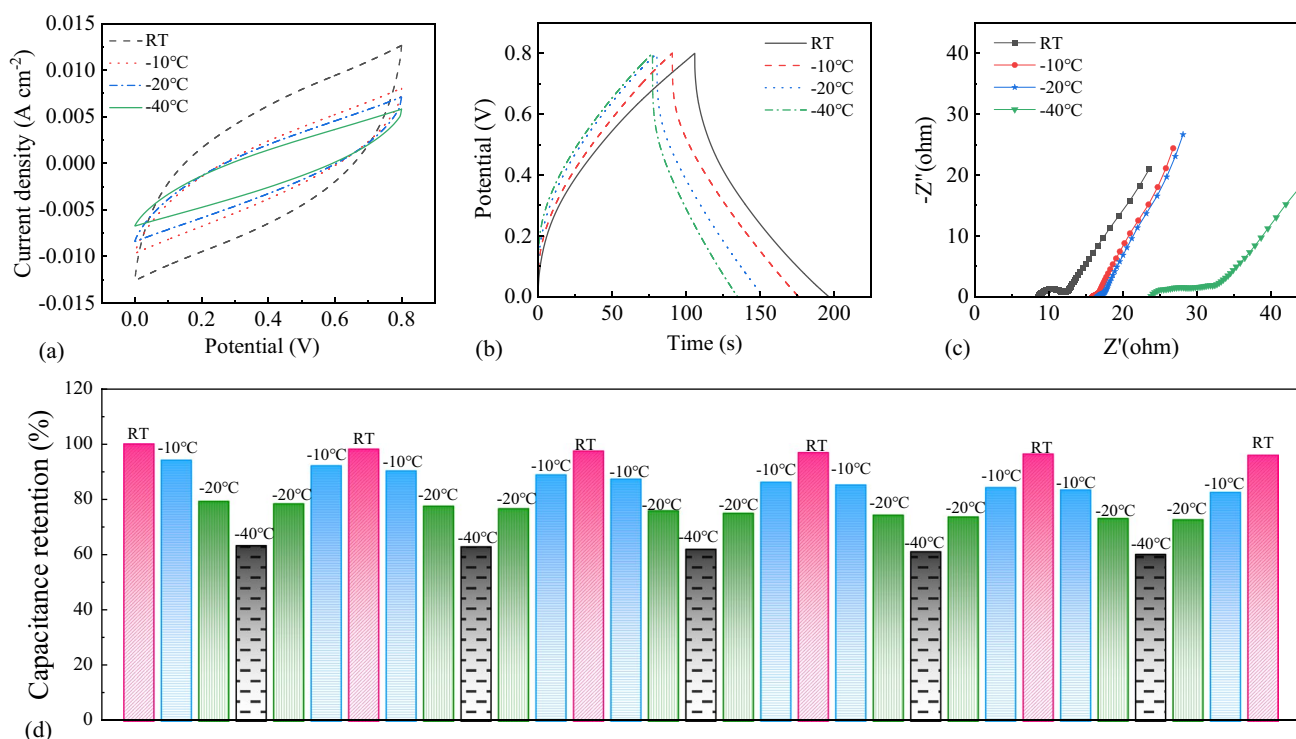 0.015
0.010
0.005
0.000
-0.005
-0.010
-0.015
Current density (A cm⁻²)
RT
-10℃
-20℃
-40℃
0.0 0.2 0.4 0.6 0.8
Potential (V)
(a)
1.0
0.8
0.6
0.4
0.2
0.0
Potential (V)
RT
-10℃
-20℃
-40℃
0 50 100 150 200
Time (s)
(b)
40
30
20
10
0
-Z''(ohm)
RT
-10℃
-20℃
-40℃
10 20 30 40
Z'(ohm)
(c)
120
100
80
60
40
20
0
Capacitance retention (%)
RT -10℃ -20℃ -40℃ -20℃ -10℃ RT -10℃ -20℃ -40℃ -20℃ -10℃ RT -10℃ -20℃ -40℃ -20℃ -10℃ RT -10℃ -20℃ -40℃ -20℃ -10℃ RT -10℃ -20℃ -40℃ -20℃ -10℃ RT
(d)